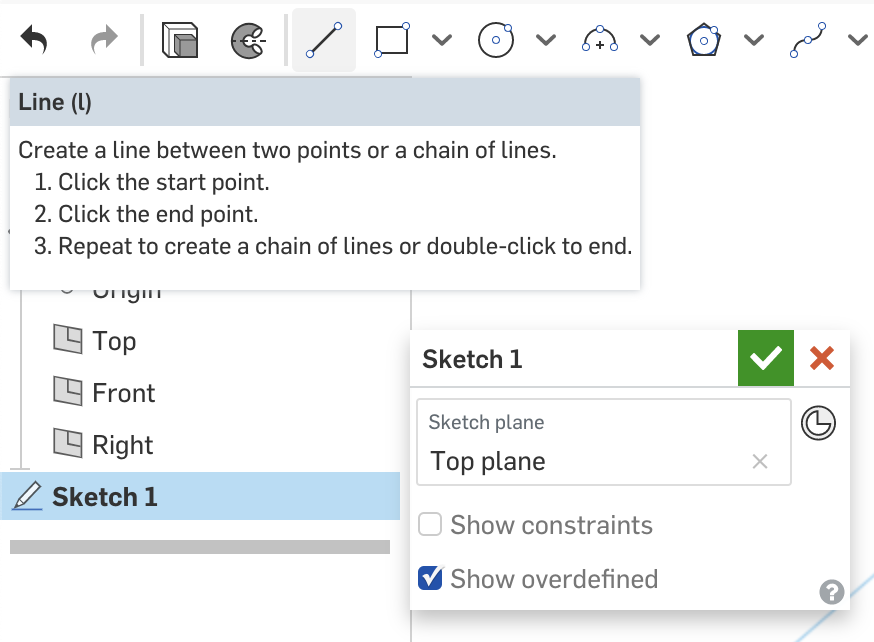 Line (l)
Create a line between two points or a chain of lines.
1. Click the start point.
2. Click the end point.
3. Repeat to create a chain of lines or double-click to end.
Origin
Top
Front
Right
Sketch 1
Sketch 1
Sketch plane
Top plane
Show constraints
Show overdefined
?